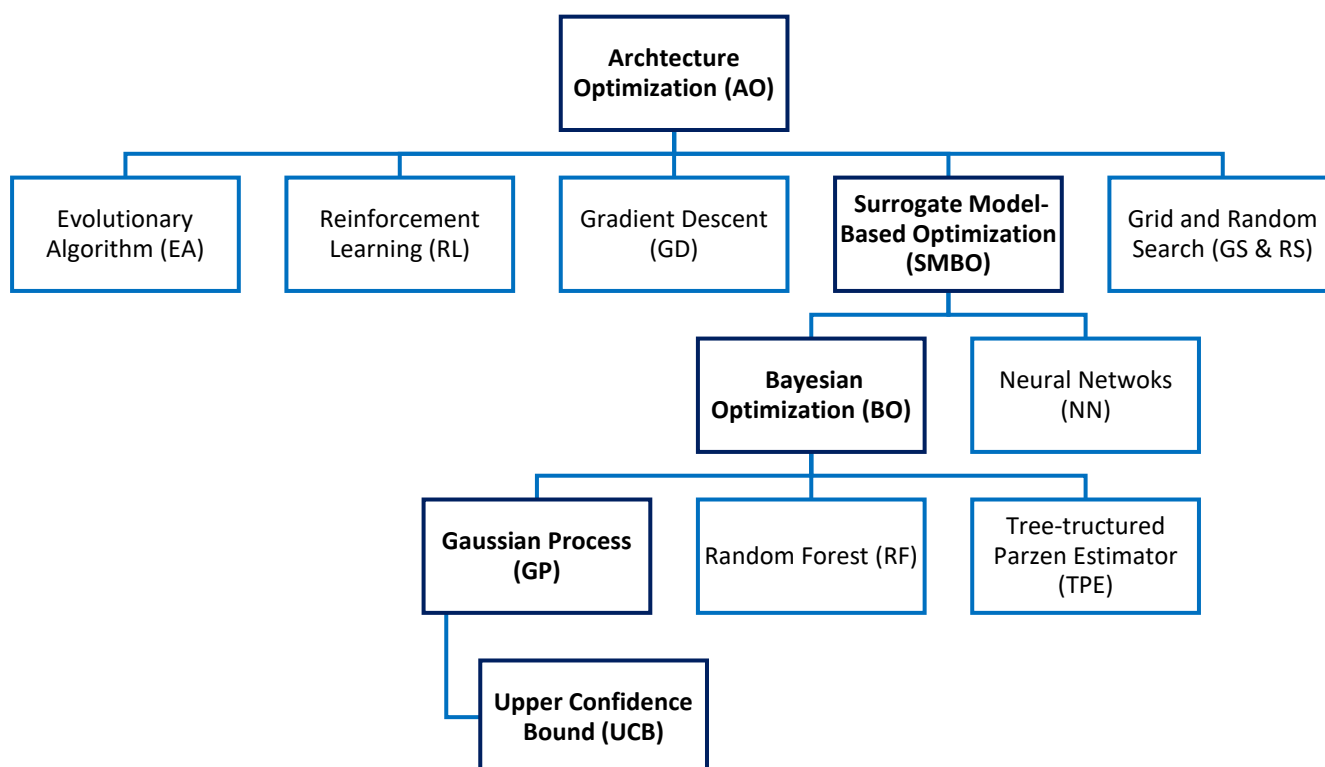 Archtecture
Optimization (AO)
Evolutionary
Algorithm (EA)
Reinforcement
Learning (RL)
Gradient Descent
(GD)
Surrogate Model-
Based Optimization
(SMBO)
Grid and Random
Search (GS & RS)
Bayesian
Optimization (BO)
Neural Netwoks
(NN)
Gaussian Process
(GP)
Random Forest (RF)
Tree-tructured
Parzen Estimator
(TPE)
Upper Confidence
Bound (UCB)